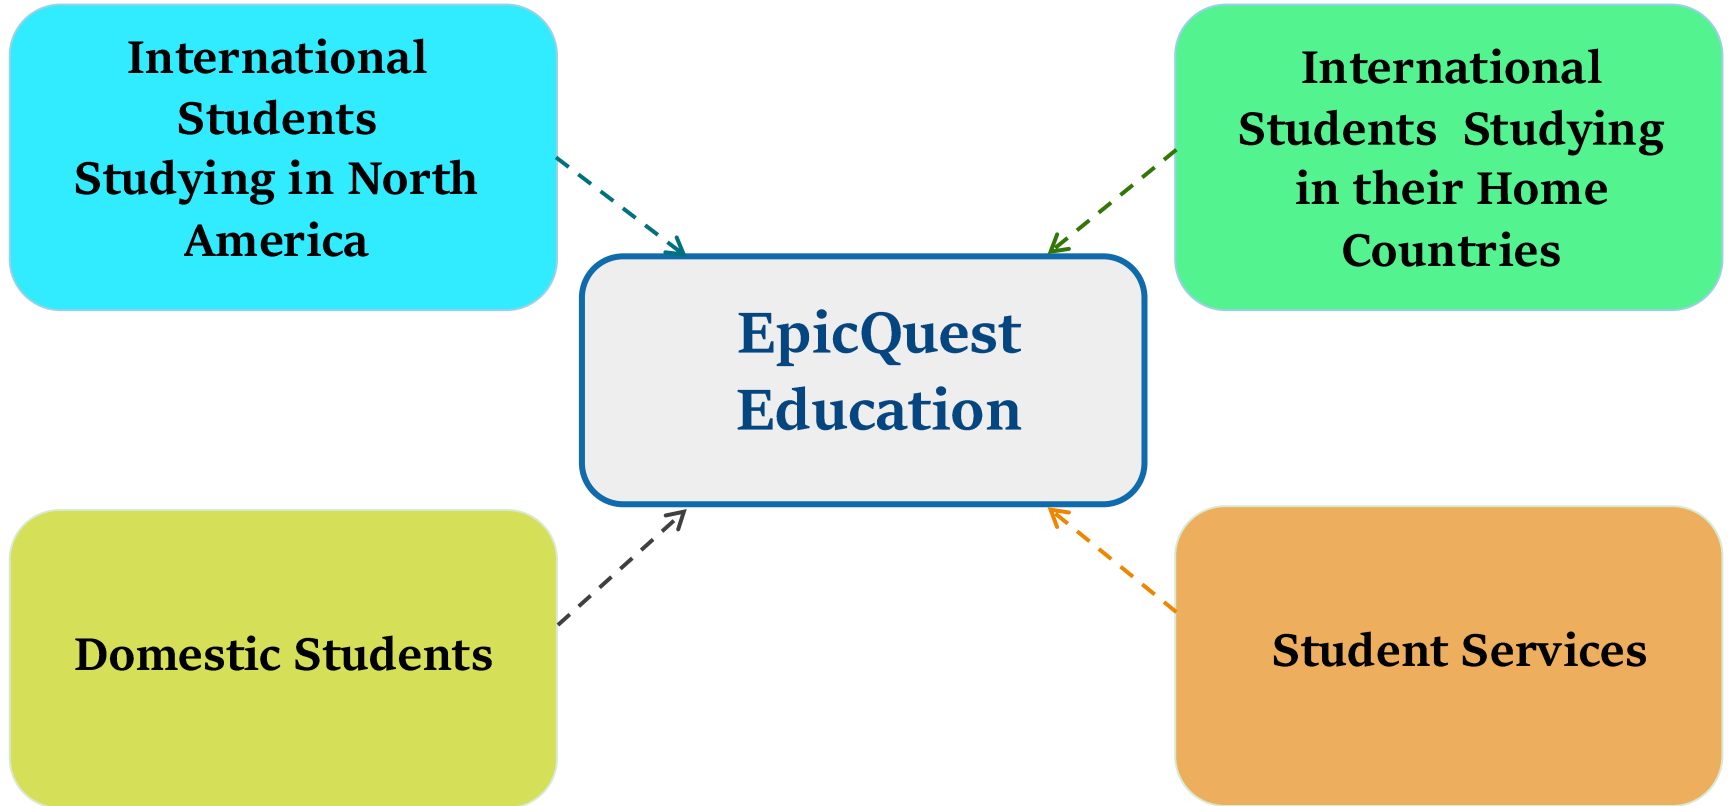 International
Students
Studying in North
America
International
Students  Studying
in their Home
Countries
EpicQuest
Education
Domestic Students
Student Services